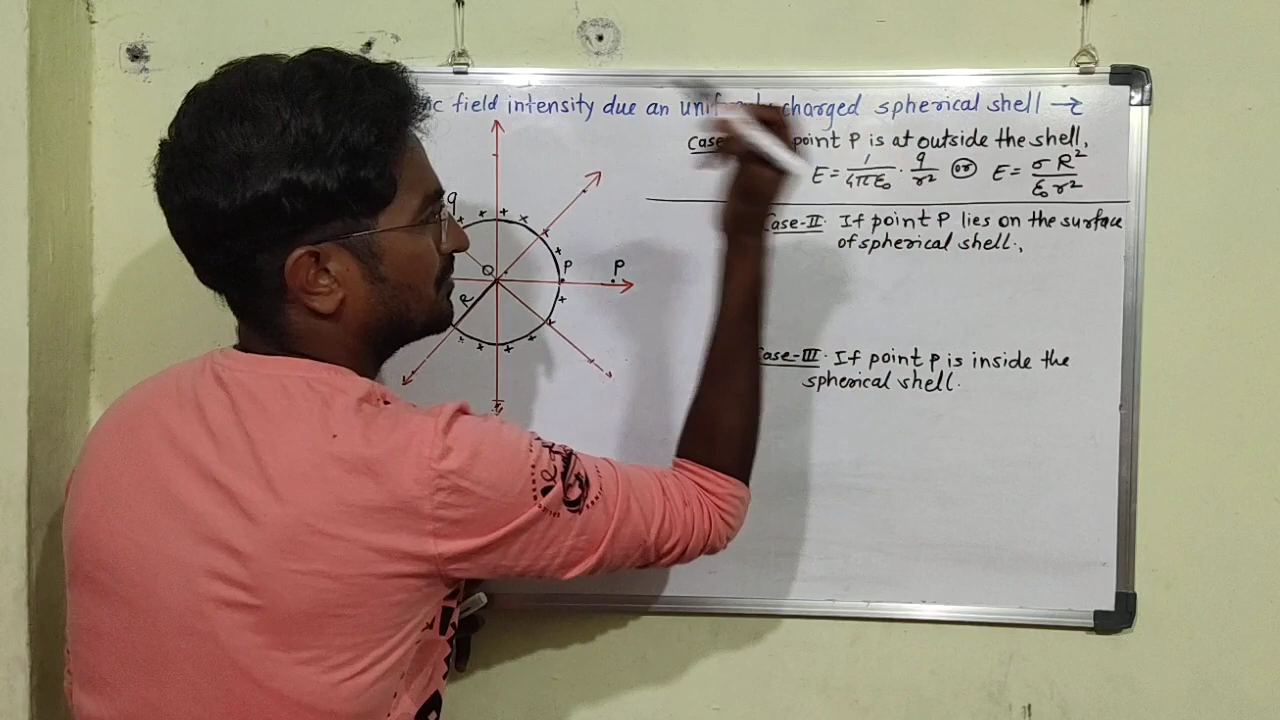 ic field intensity due an charged spherical shell →
Case point P is at outside the shell,
E = 1/4πε₀ · q/r² or E = σR²/ε₀r²
Case-II. If point P lies on the surface
of spherical shell.,
Case-III. If point P is inside the
spherical shell.
q
O
P
P
R